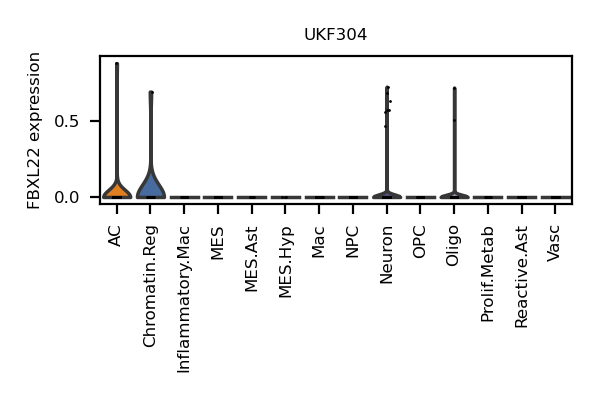 UKF304
FBXL22 expression
0.5
0.0
AC
Chromatin.Reg
Inflammatory.Mac
MES
MES.Ast
MES.Hyp
Mac
NPC
Neuron
OPC
Oligo
Prolif.Metab
Reactive.Ast
Vasc